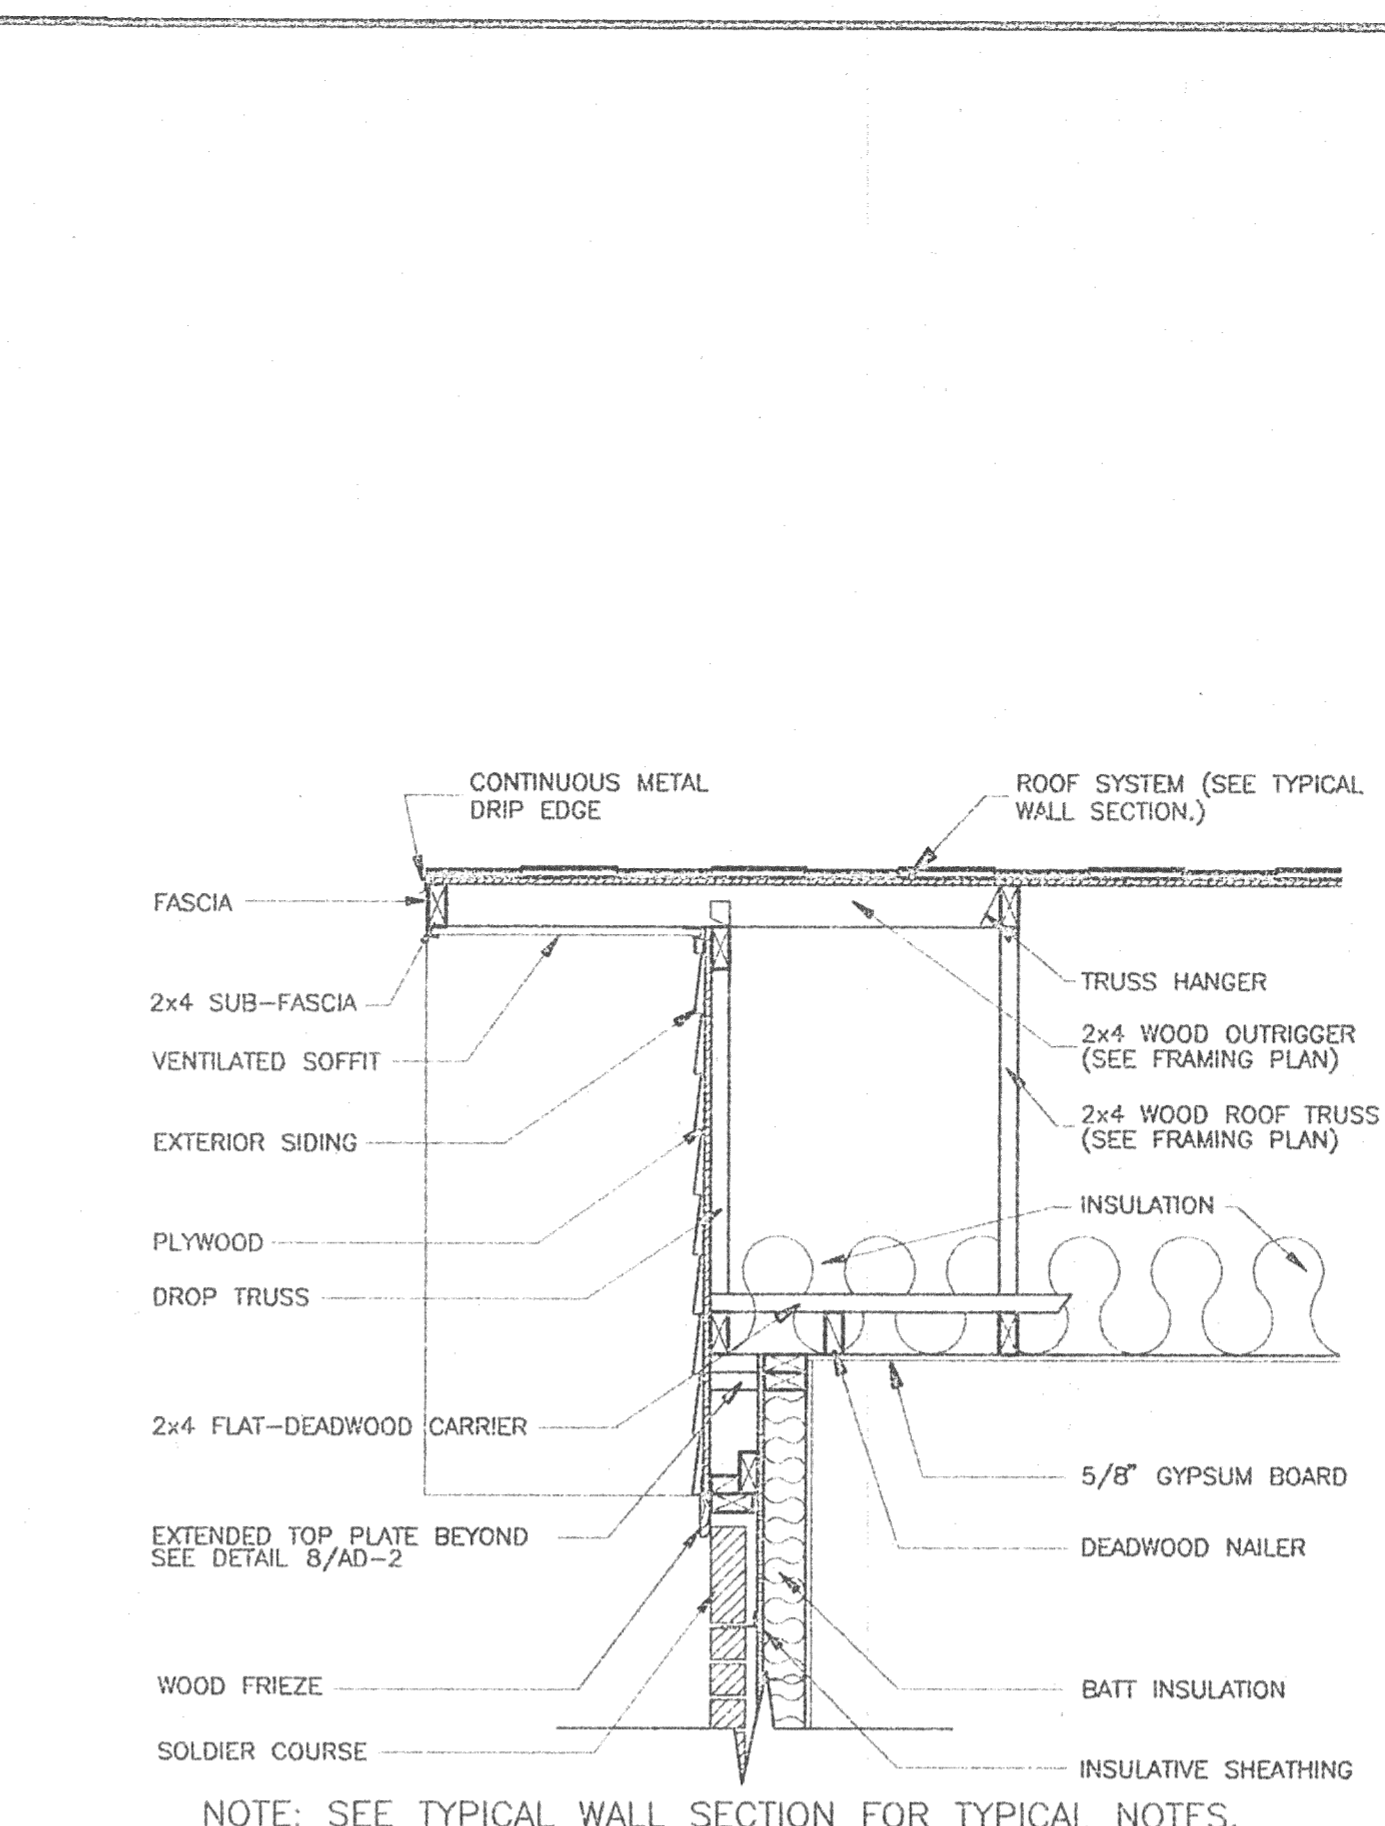 CONTINUOUS METAL
DRIP EDGE
ROOF SYSTEM (SEE TYPICAL
WALL SECTION.)
FASCIA
2x4 SUB-FASCIA
VENTILATED SOFFIT
EXTERIOR SIDING
PLYWOOD
DROP TRUSS
2x4 FLAT-DEADWOOD CARRIER
EXTENDED TOP PLATE BEYOND
SEE DETAIL 8/AD-2
WOOD FRIEZE
SOLDIER COURSE
TRUSS HANGER
2x4 WOOD OUTRIGGER
(SEE FRAMING PLAN)
2x4 WOOD ROOF TRUSS
(SEE FRAMING PLAN)
INSULATION
5/8" GYPSUM BOARD
DEADWOOD NAILER
BATT INSULATION
INSULATIVE SHEATHING
NOTE: SEE TYPICAL WALL SECTION FOR TYPICAL NOTES.